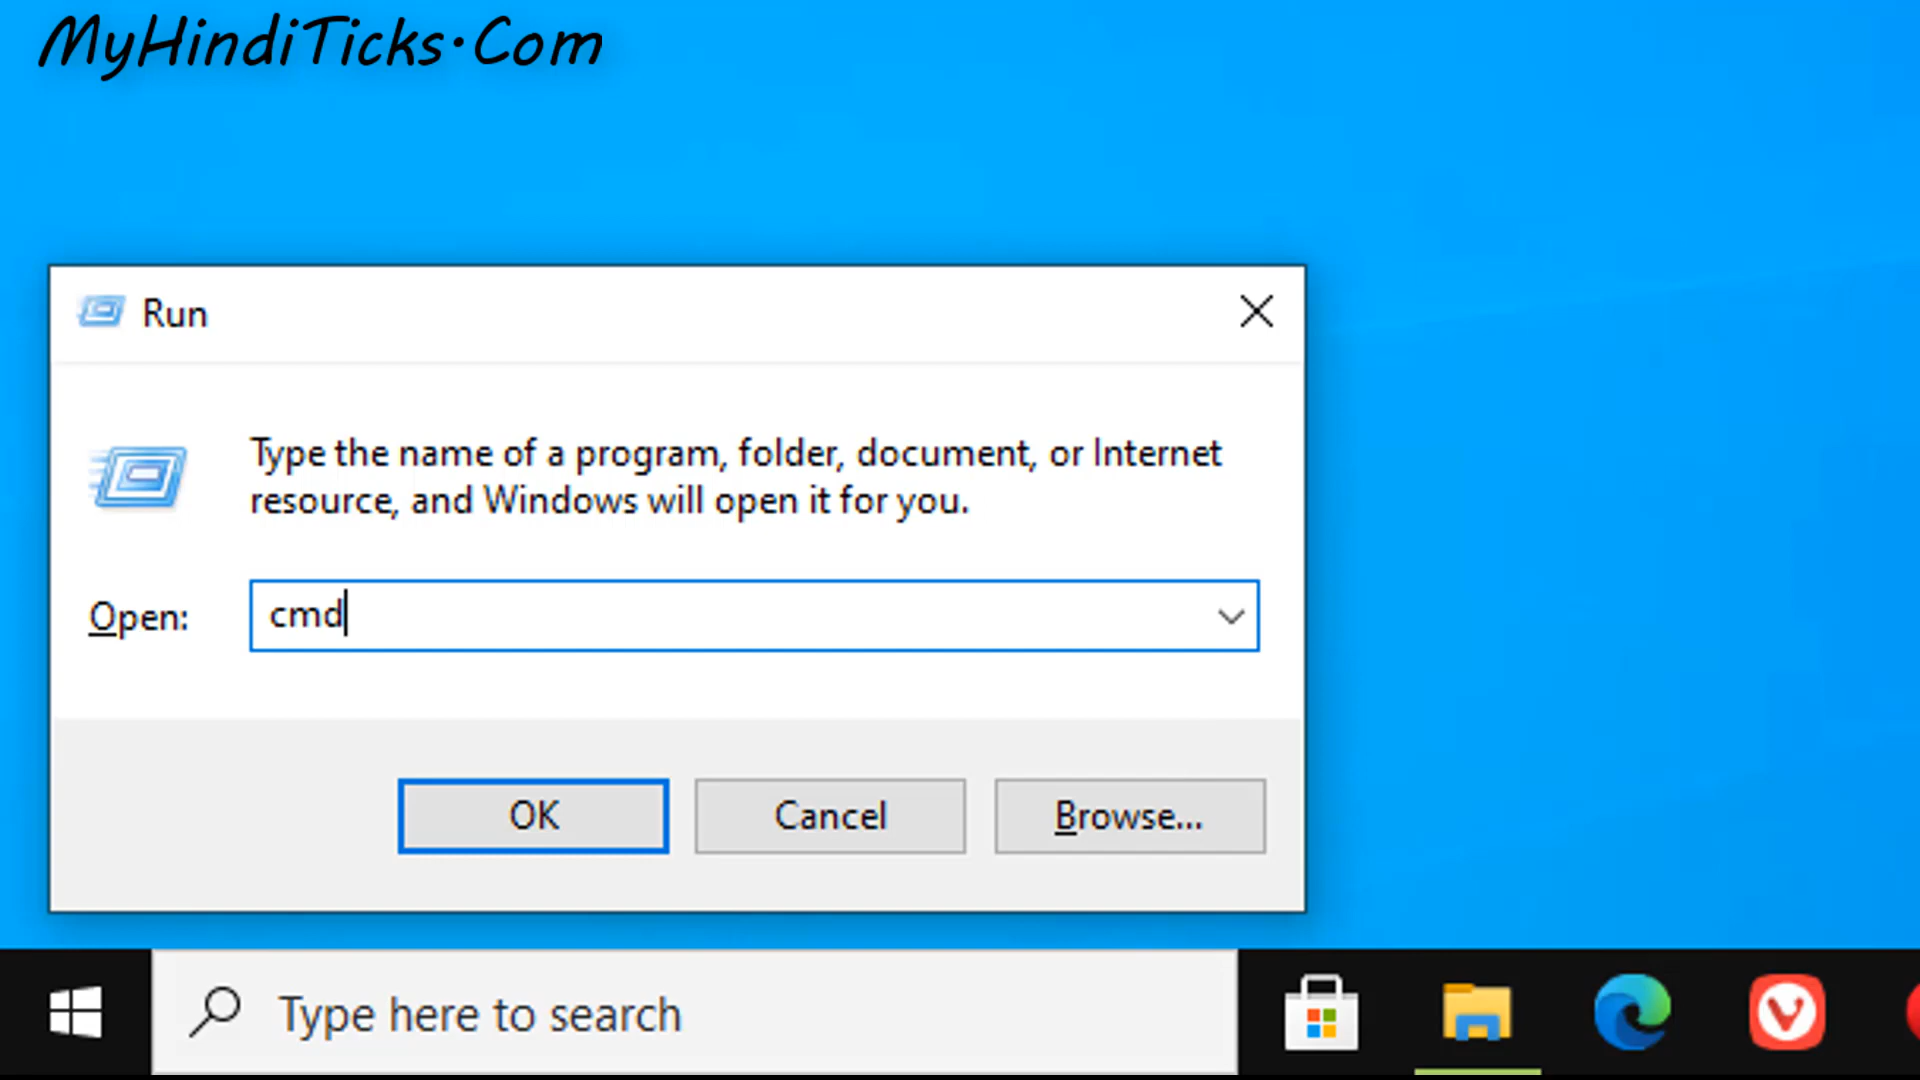 MyHindiTicks.Com
Run
Type the name of a program, folder, document, or Internet
resource, and Windows will open it for you.
Open: cmd
OK Cancel Browse...
Type here to search